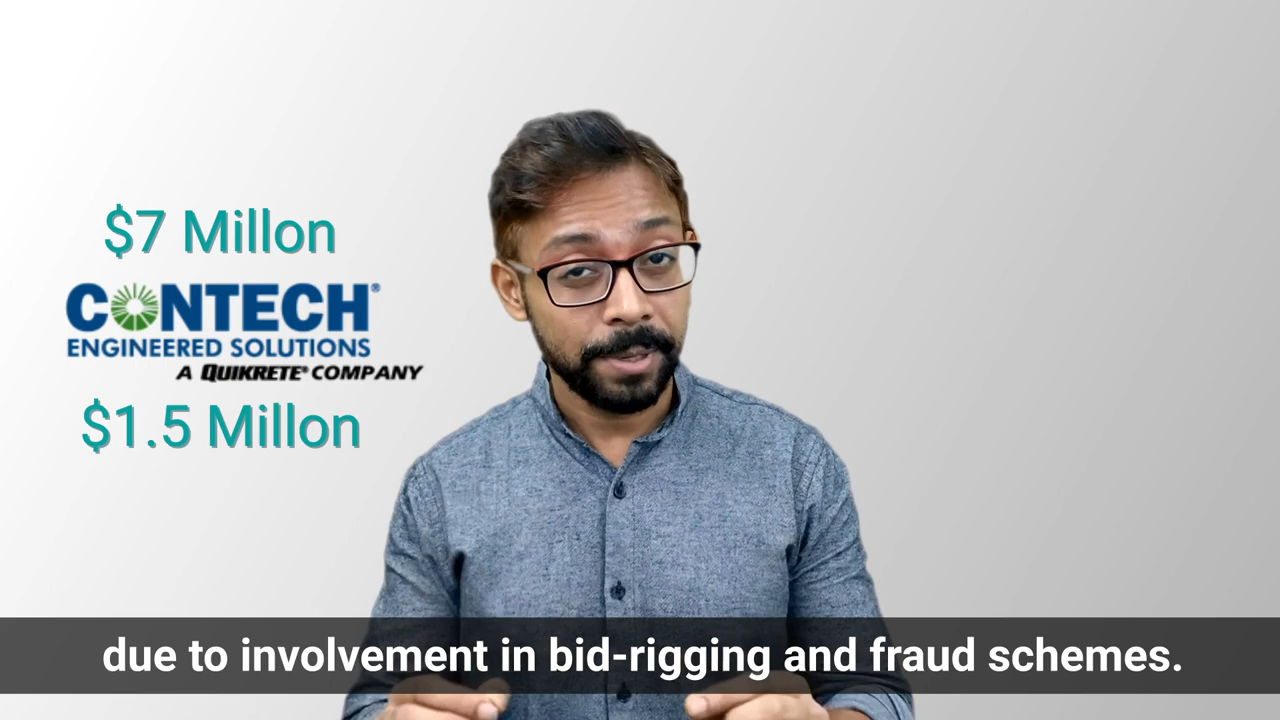 $7 Millon
CONTECH®
ENGINEERED SOLUTIONS
A QUIKRETE® COMPANY
$1.5 Millon
due to involvement in bid-rigging and fraud schemes.